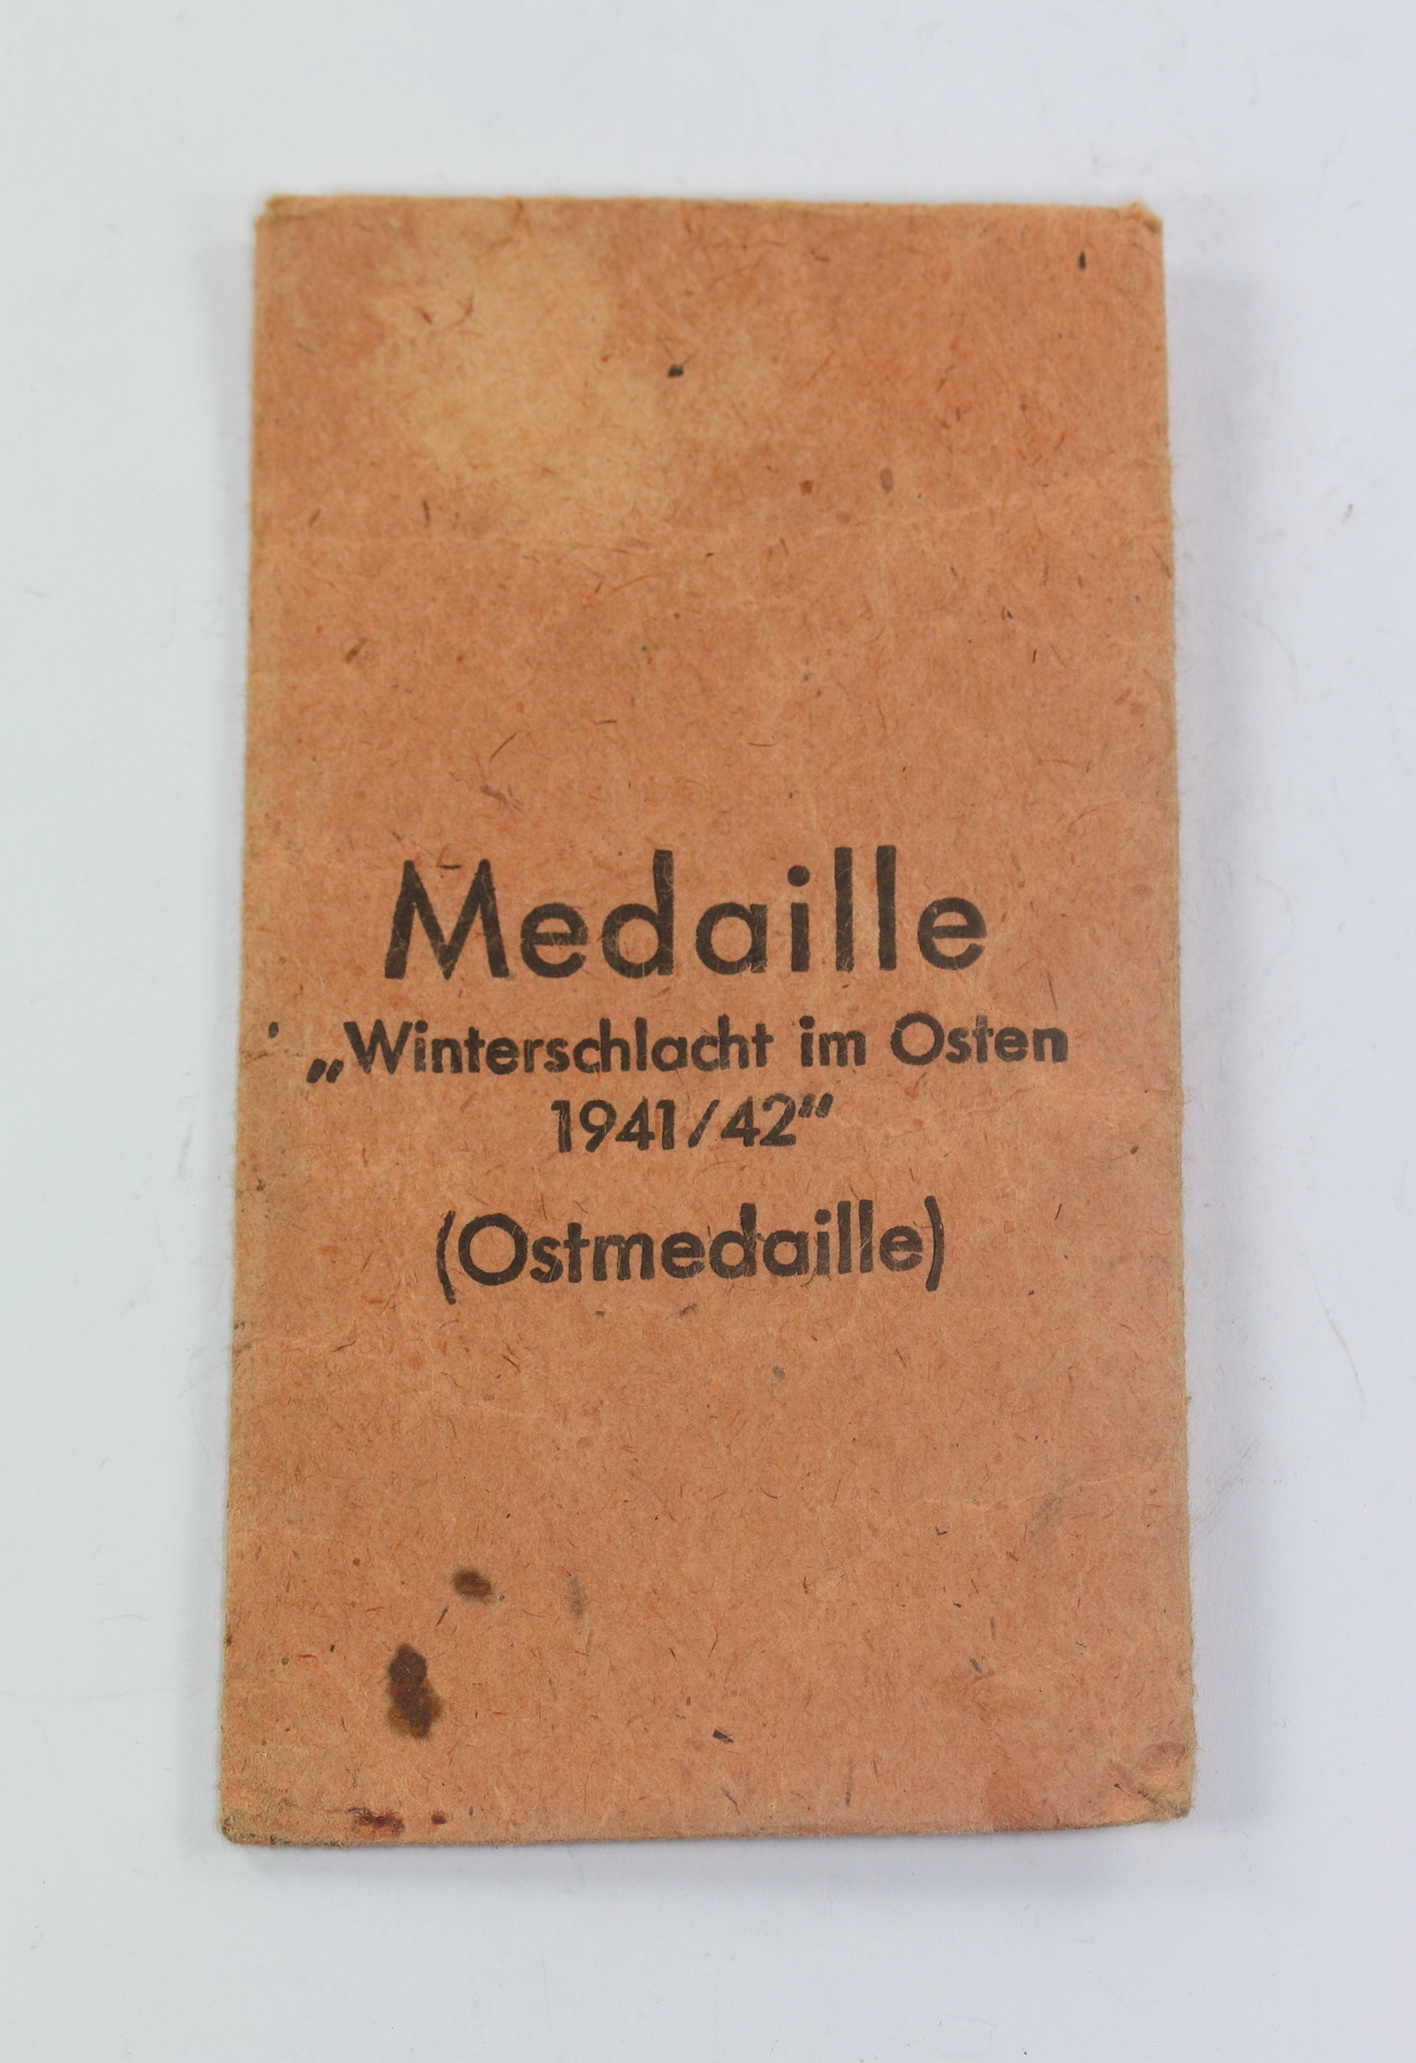 Medaille
„Winterschlacht im Osten
1941/42“
(Ostmedaille)